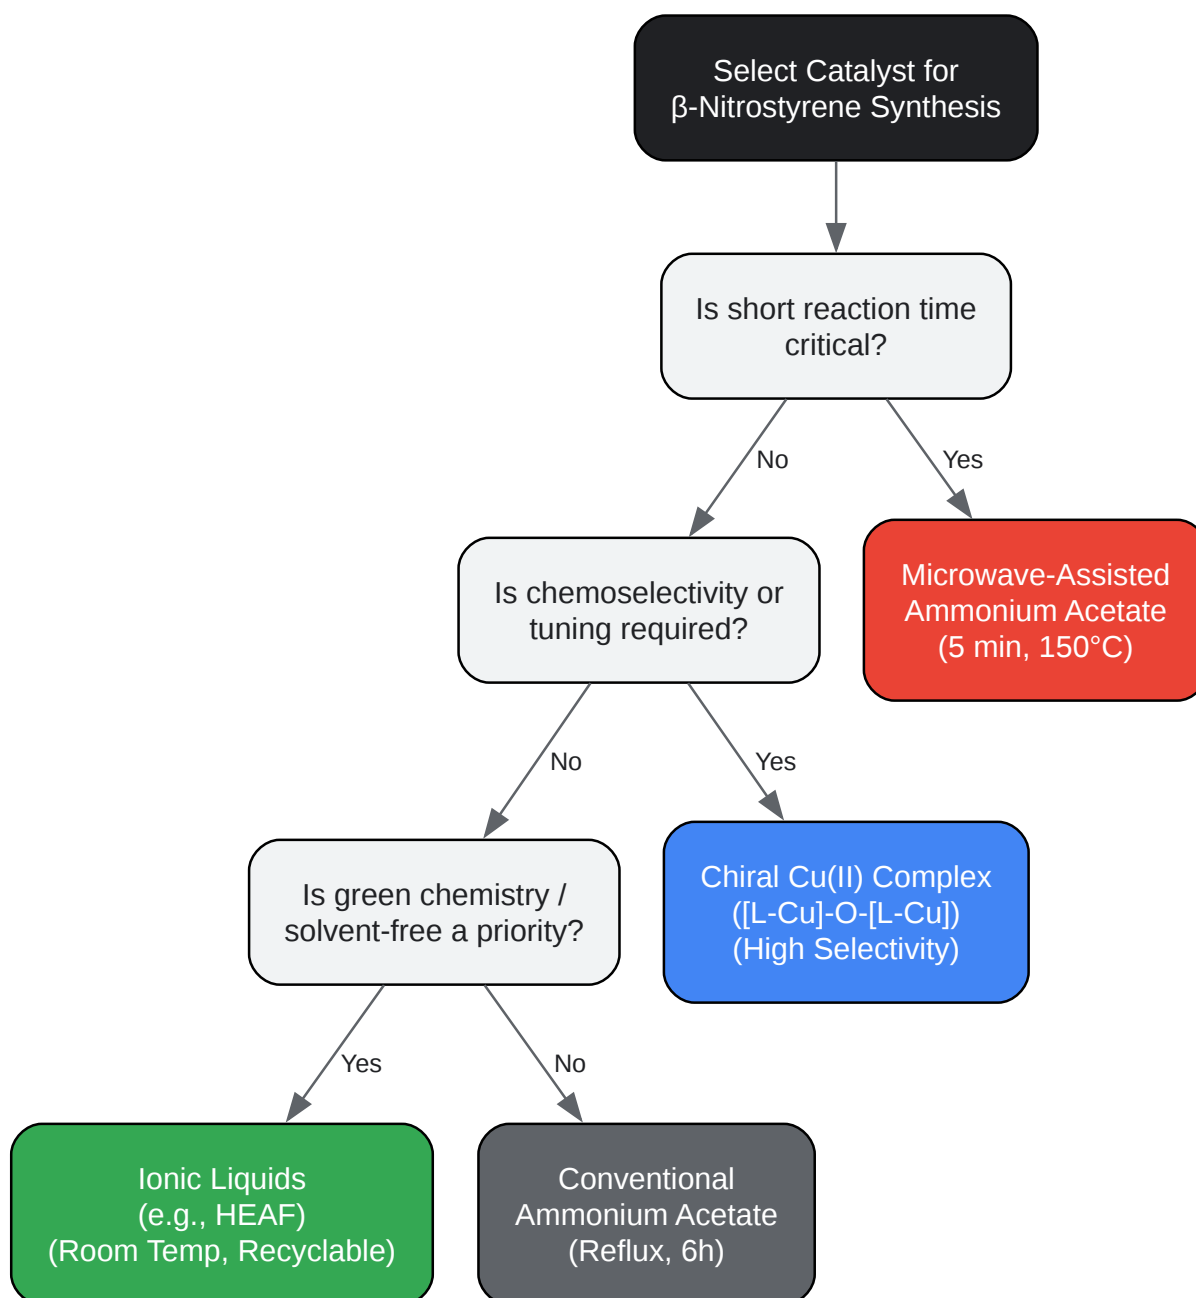 Select Catalyst for
β-Nitrostyrene Synthesis
Is short reaction time
critical?
No
Yes
Is chemoselectivity or
tuning required?
Microwave-Assisted
Ammonium Acetate
(5 min, 150°C)
No
Yes
Is green chemistry /
solvent-free a priority?
Chiral Cu(II) Complex
([L-Cu]-O-[L-Cu])
(High Selectivity)
Yes
No
Ionic Liquids
(e.g., HEAF)
(Room Temp, Recyclable)
Conventional
Ammonium Acetate
(Reflux, 6h)